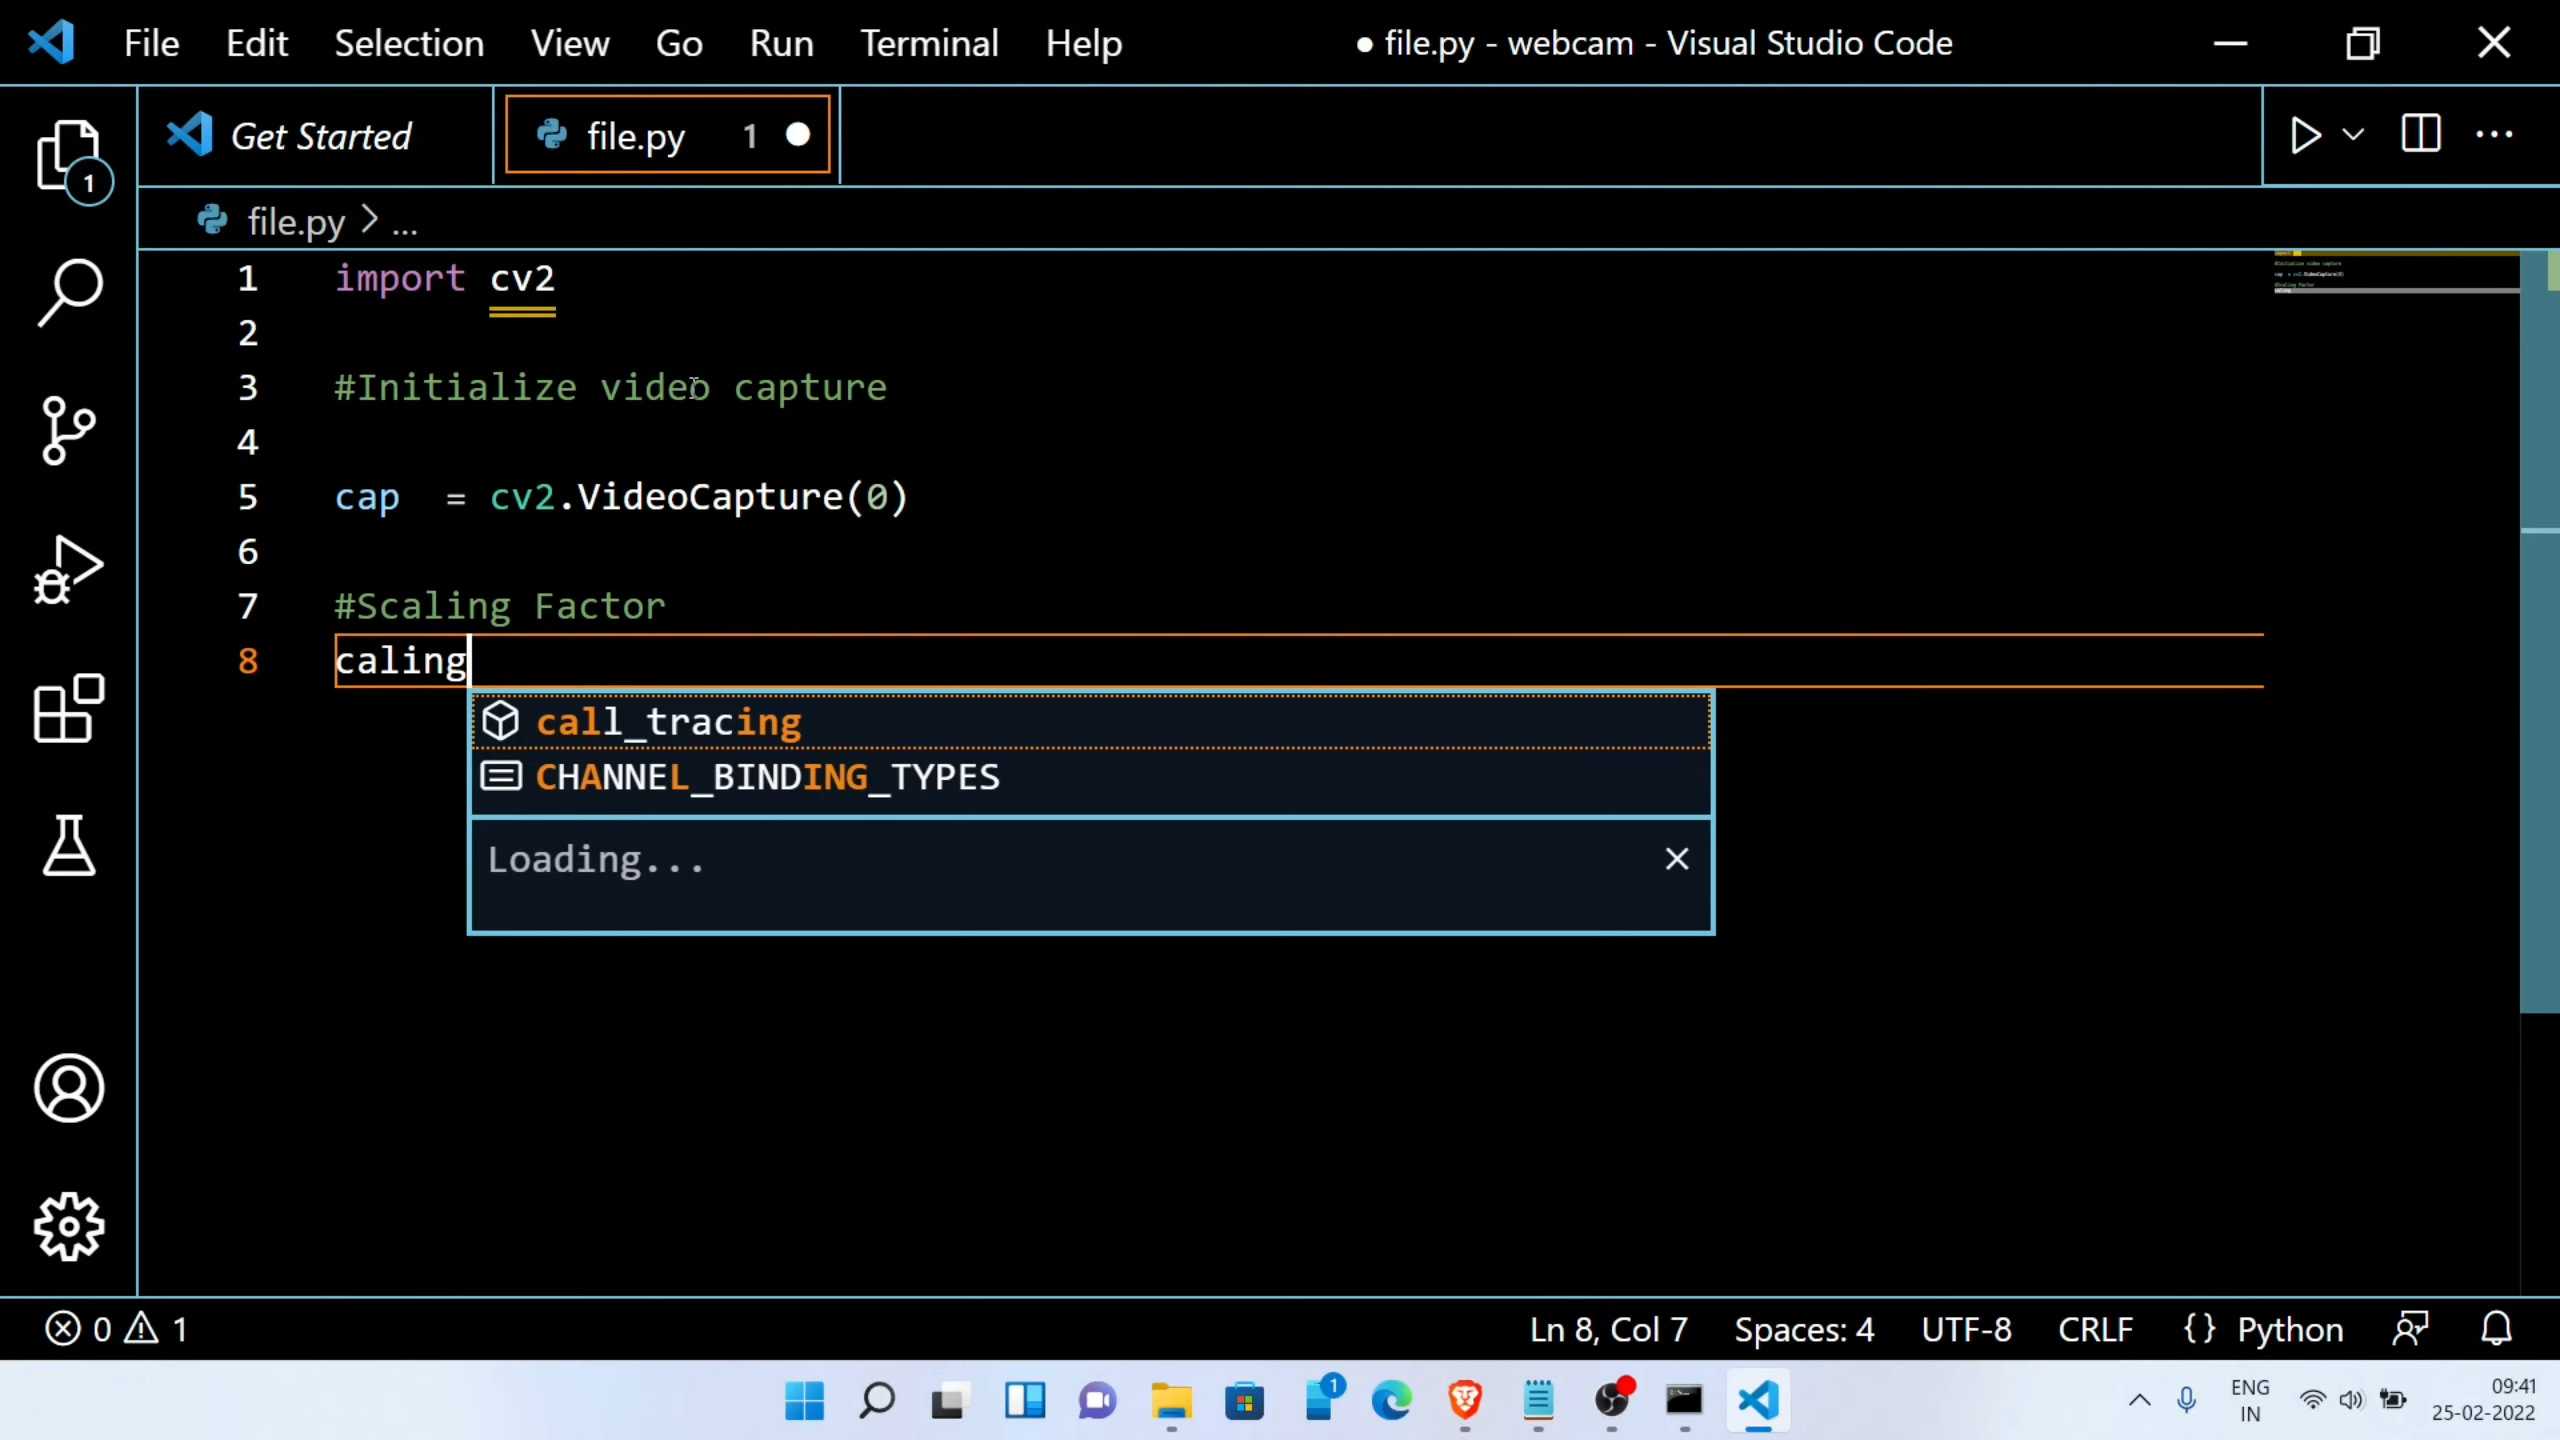 File Edit Selection View Go Run Terminal Help ● file.py - webcam - Visual Studio Code
Get Started file.py 1
file.py > ...
1 import cv2
2
3 #Initialize video capture
4
5 cap  = cv2.VideoCapture(0)
6
7 #Scaling Factor
8 caling
call_tracing
CHANNEL_BINDING_TYPES
Loading...
1
0 1 Ln 8, Col 7 Spaces: 4 UTF-8 CRLF {} Python
1 ENG 09:41
IN 25-02-2022